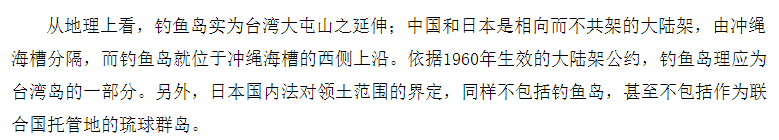 从地理上看，钓鱼岛实为台湾大屯山之延伸；中国和日本是相向而不共架的大陆架，由冲绳
海槽分隔，而钓鱼岛就位于冲绳海槽的西侧上沿。依据1960年生效的大陆架公约，钓鱼岛理应为
台湾岛的一部分。另外，日本国内法对领土范围的界定，同样不包括钓鱼岛，甚至不包括作为联
合国托管地的琉球群岛。